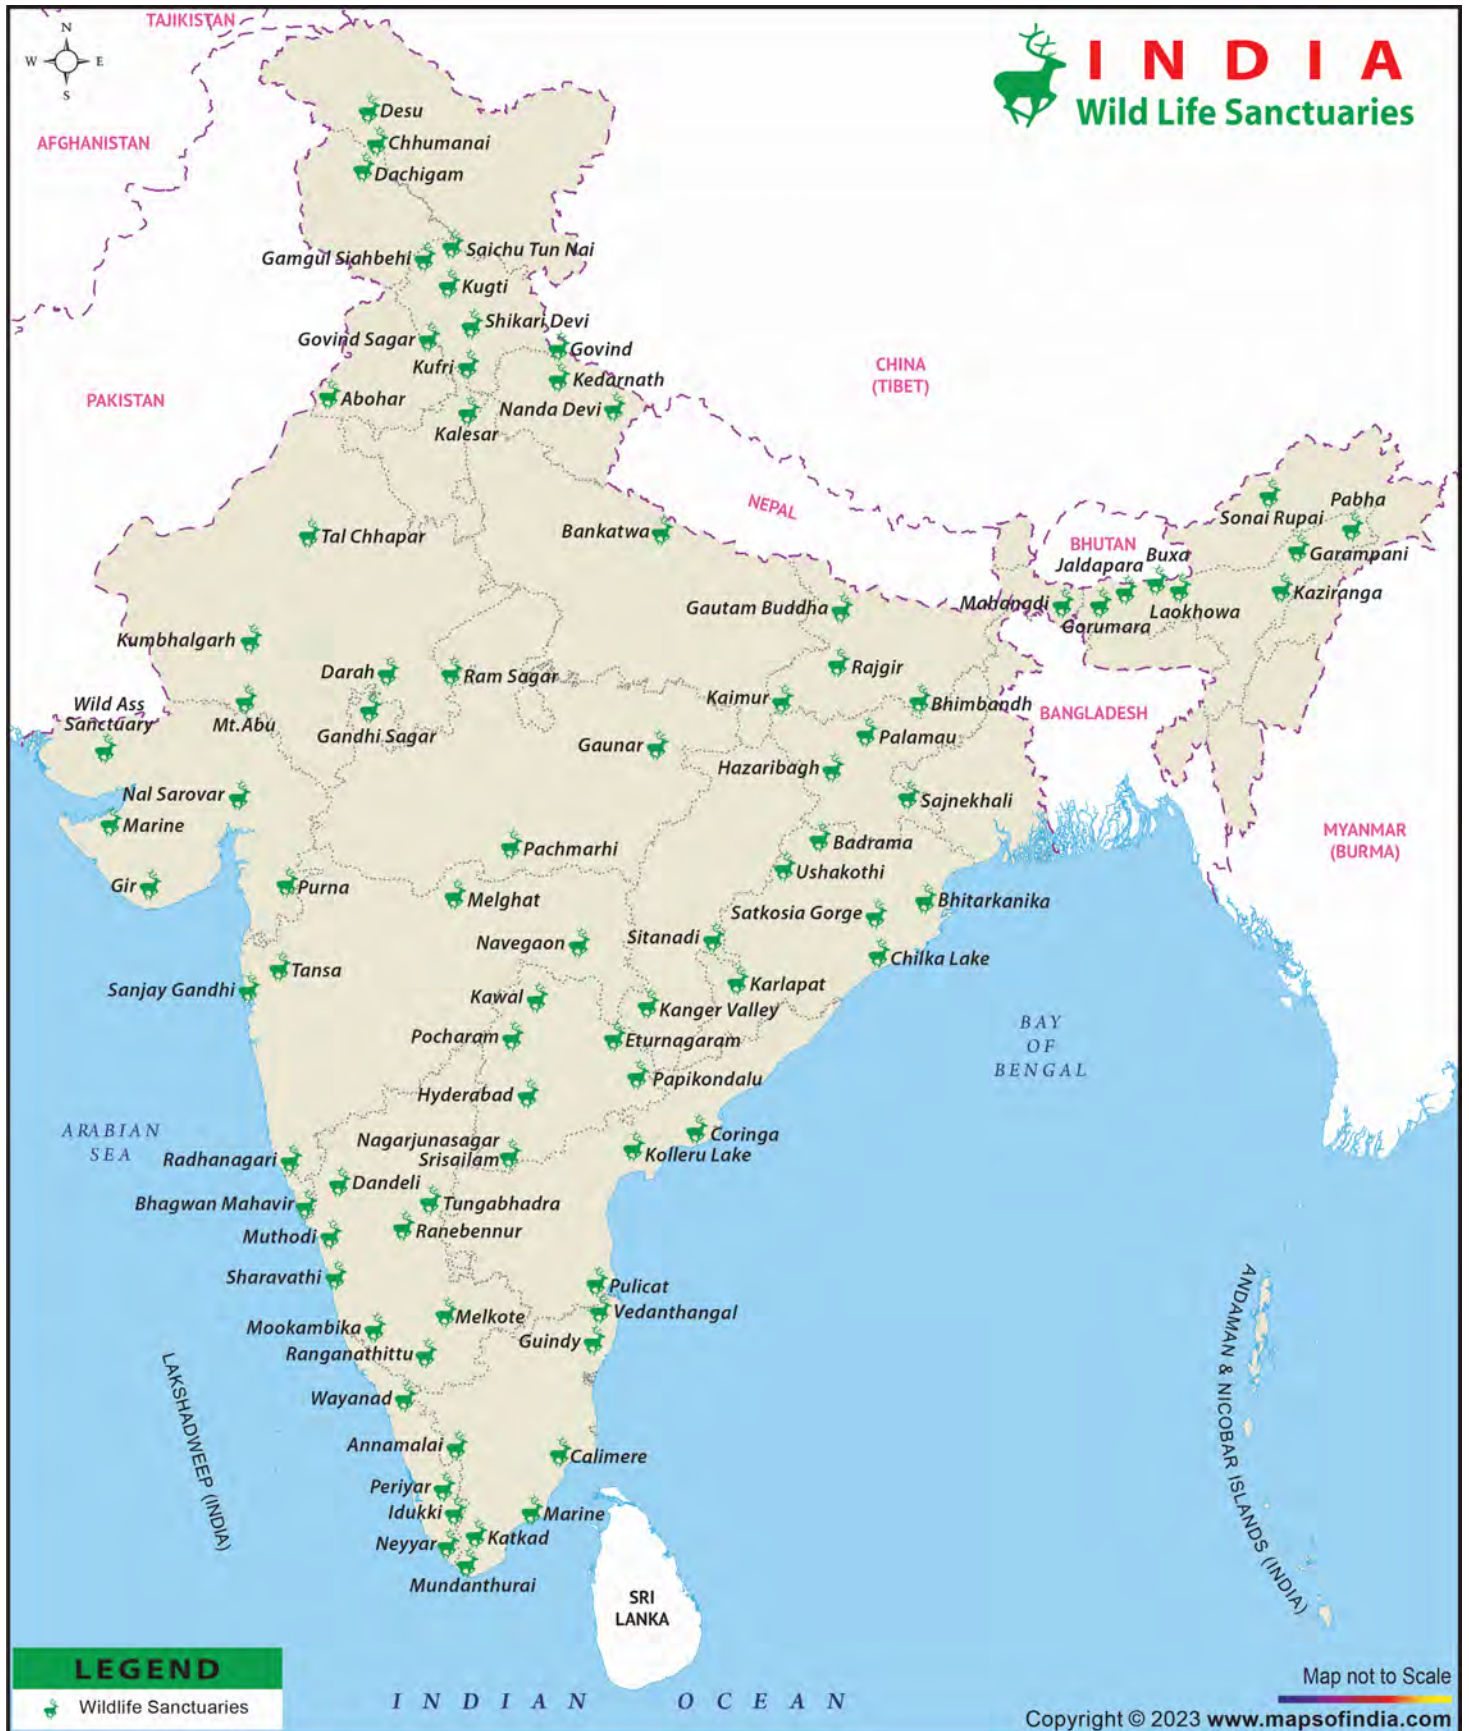 TAJIKISTAN
N
W
E
S
INDIA
Wild Life Sanctuaries
AFGHANISTAN
Desu
Chhumanai
Dachigam
Gamgul Siahbehi
Saichu Tun Nai
Kugti
Shikari Devi
Govind Sagar
Govind
Kufri
Kedarnath
CHINA
(TIBET)
PAKISTAN
Abohar
Nanda Devi
Kalesar
NEPAL
Tal Chhapar
Bankatwa
Sonai Rupai
Pabha
BHUTAN
Jaldapara
Buxa
Garampani
Gautam Buddha
Mahanadi
Gorumara
Laokhowa
Kaziranga
Kumbhalgarh
Darah
Ram Sagar
Rajgir
Wild Ass
Sanctuary
Mt.Abu
Gandhi Sagar
Kaimur
Bhimbandh
BANGLADESH
Gaunar
Palamau
Hazaribagh
Nal Sarovar
Sajnekhali
Marine
MYANMAR
(BURMA)
Pachmarhi
Badrama
Ushakothi
Gir
Purna
Melghat
Satkosia Gorge
Bhitarkanika
Navegaon
Sitanadi
Chilka Lake
Tansa
Sanjay Gandhi
Kawal
Karlapat
Kanger Valley
Pocharam
Eturnagaram
BAY
OF
BENGAL
Papikondalu
Hyderabad
ARABIAN
SEA
Nagarjunasagar
Srisailam
Coringa
Kolleru Lake
Radhanagari
Dandeli
Bhagwan Mahavir
Tungabhadra
Muthodi
Ranebennur
Sharavathi
Pulicat
Melkote
Vedanthangal
Mookambika
Guindy
Ranganathittu
Wayanad
LAKSHADWEEP (INDIA)
ANDAMAN & NICOBAR ISLANDS (INDIA)
Annamalai
Calimere
Periyar
Idukki
Marine
Neyyar
Katkad
Mundanthurai
SRI
LANKA
LEGEND
Wildlife Sanctuaries
INDIAN OCEAN
Map not to Scale
Copyright © 2023 www.mapsofindia.com